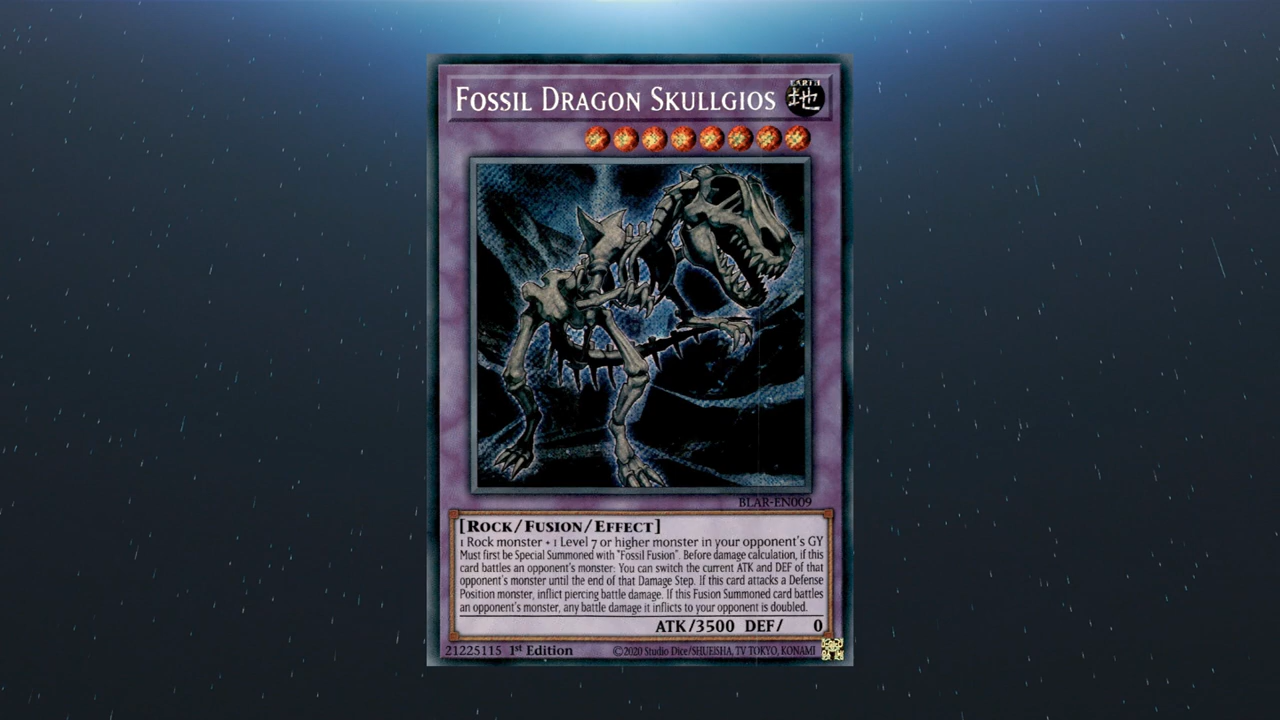 FOSSIL DRAGON SKULLGIOS
EARTH
地
BLAR-EN009
[ROCK/FUSION/EFFECT]
1 Rock monster + 1 Level 7 or higher monster in your opponent's GY
Must first be Special Summoned with "Fossil Fusion". Before damage calculation, if this
card battles an opponent's monster: You can switch the current ATK and DEF of that
opponent's monster until the end of that Damage Step. If this card attacks a Defense
Position monster, inflict piercing battle damage. If this Fusion Summoned card battles
an opponent's monster, any battle damage it inflicts to your opponent is doubled.
ATK/3500 DEF/ 0
21225115 1st Edition ©2020 Studio Dice/SHUEISHA, TV TOKYO, KONAMI